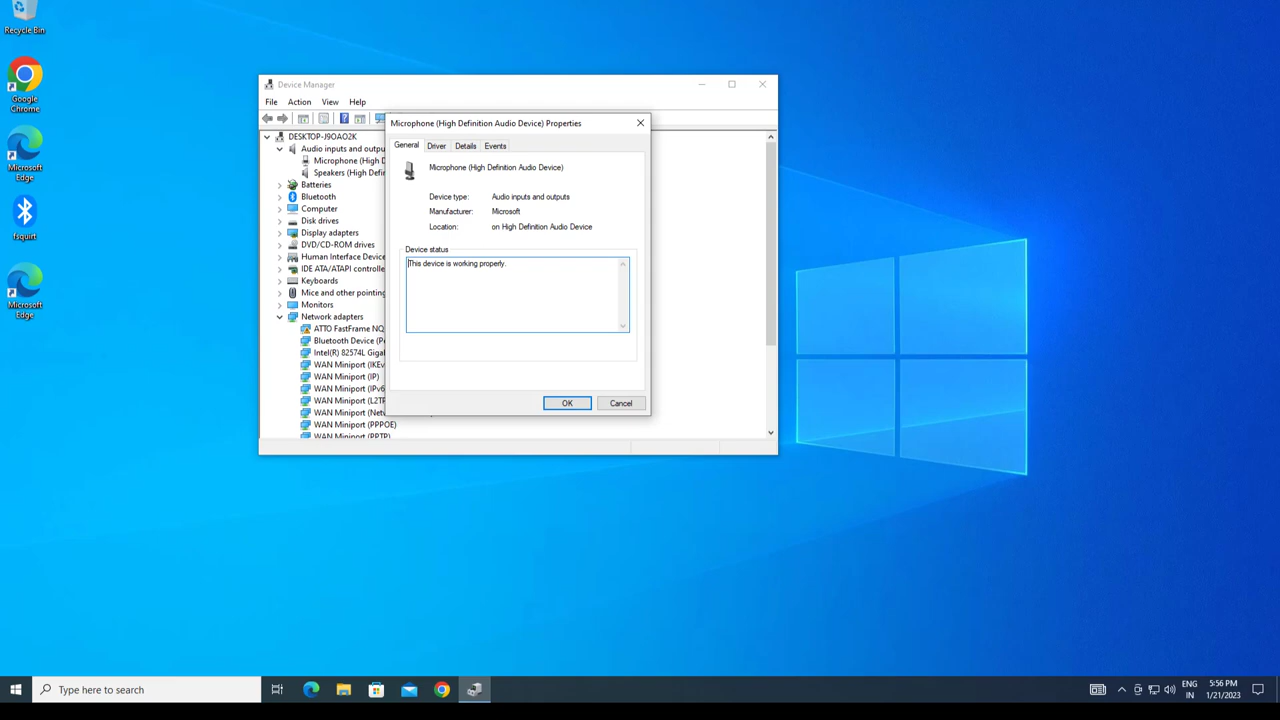 Recycle Bin
Google
Chrome
Microsoft
Edge
fsquirt
Microsoft
Edge
Device Manager
File Action View Help
DESKTOP-J9OAO2K
Audio inputs and outpu
Microphone (High D
Speakers (High Defin
Batteries
Bluetooth
Computer
Disk drives
Display adapters
DVD/CD-ROM drives
Human Interface Device
IDE ATA/ATAPI controlle
Keyboards
Mice and other pointing
Monitors
Network adapters
ATTO FastFrame NQ
Bluetooth Device (Pe
Intel(R) 82574L Gigal
WAN Miniport (IKEv
WAN Miniport (IP)
WAN Miniport (IPv6
WAN Miniport (L2TP
WAN Miniport (Netw
WAN Miniport (PPPOE)
WAN Miniport (PPTP)
Microphone (High Definition Audio Device) Properties
General Driver Details Events
Microphone (High Definition Audio Device)
Device type: Audio inputs and outputs
Manufacturer: Microsoft
Location: on High Definition Audio Device
Device status
This device is working properly.
OK Cancel
Type here to search
ENG
IN
5:56 PM
1/21/2023